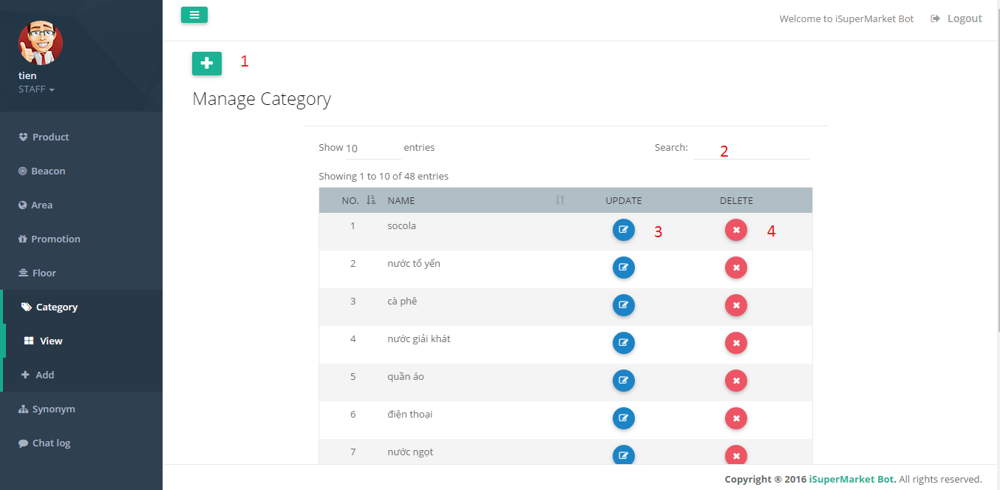 Welcome to iSuperMarket Bot Logout
tien
STAFF
Product
Beacon
Area
Promotion
Floor
Category
View
Add
Synonym
Chat log
1
Manage Category
Show 10 entries
Search: 2
Showing 1 to 10 of 48 entries
NO. NAME UPDATE DELETE
1 socola 3 4
2 nước tổ yến
3 cà phê
4 nước giải khát
5 quần áo
6 điện thoại
7 nước ngọt
Copyright ® 2016 iSuperMarket Bot. All rights reserved.